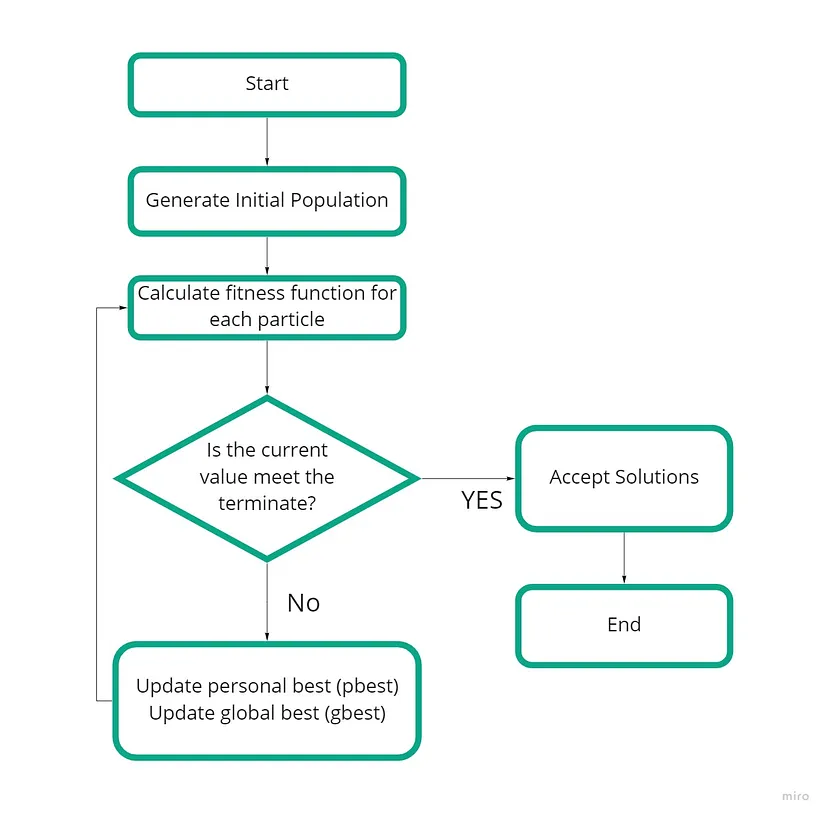 Start
Generate Initial Population
Calculate fitness function for
each particle
Is the current
value meet the
terminate?
YES
Accept Solutions
End
No
Update personal best (pbest)
Update global best (gbest)
miro